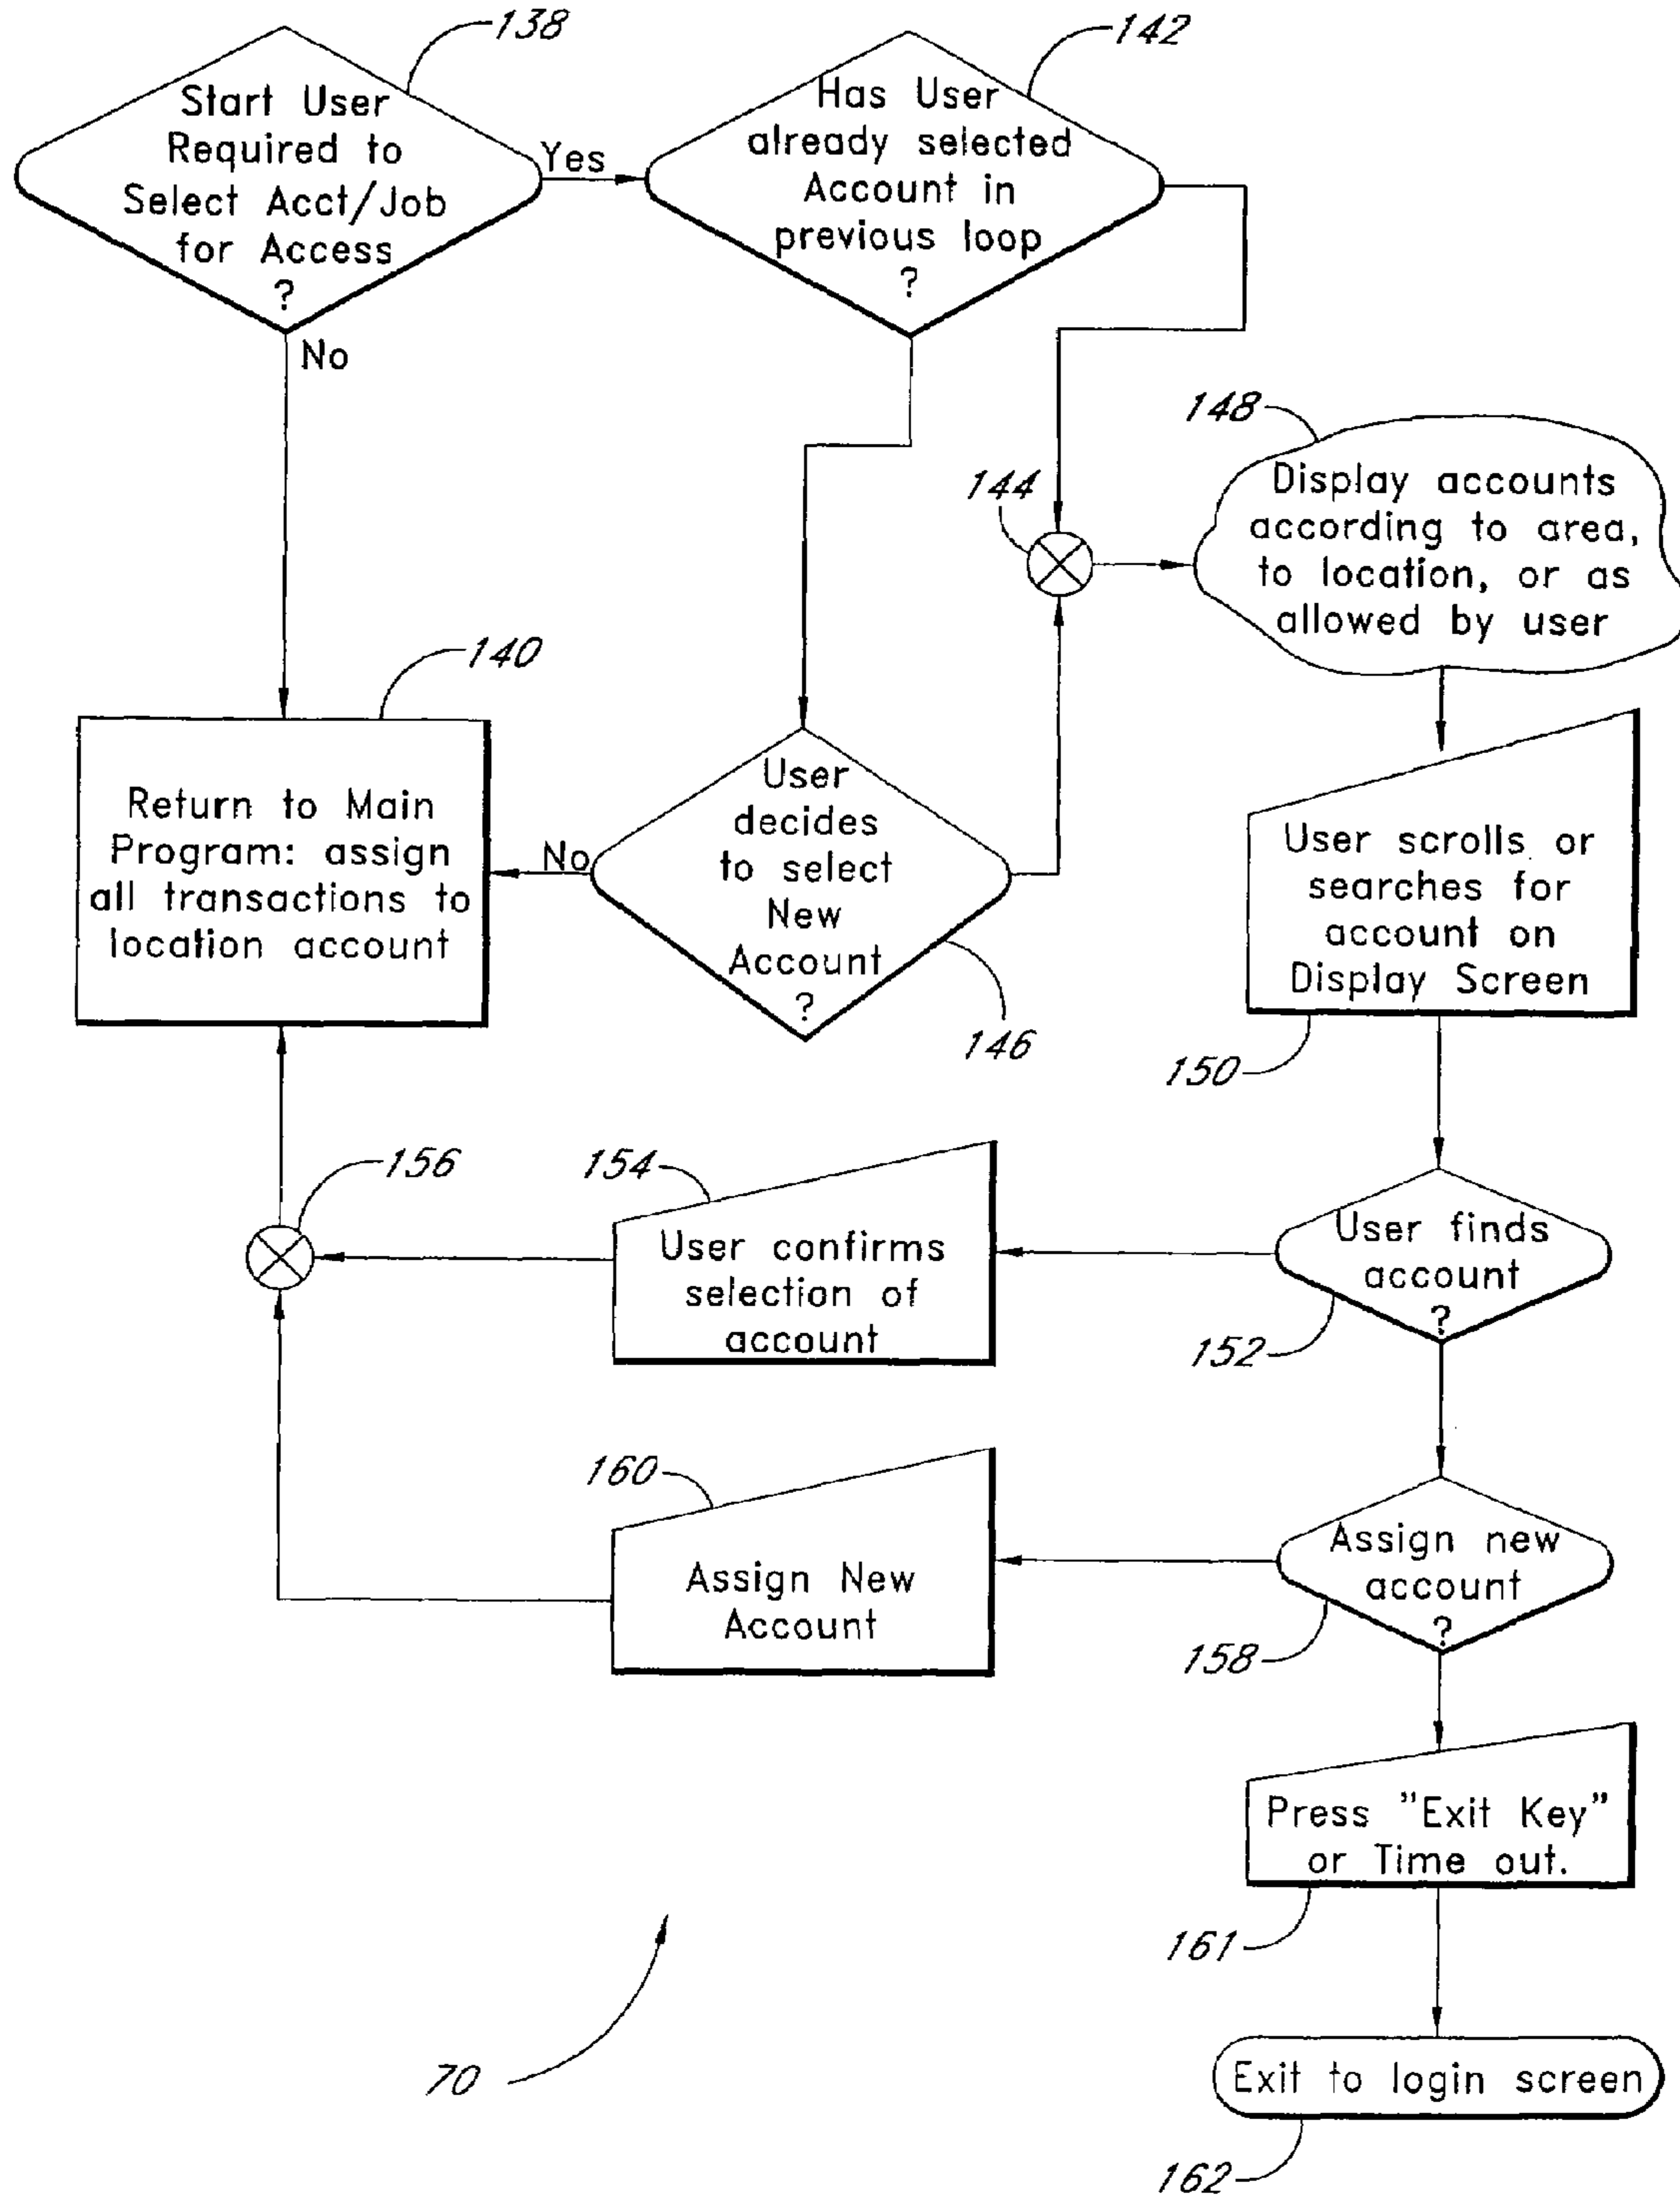 138
Start User
Required to
Select Acct/Job
for Access
?
Yes
No
142
Has User
already selected
Account in
previous loop
?
144
148
Display accounts
according to area,
to location, or as
allowed by user
140
Return to Main
Program: assign
all transactions to
location account
No
User
decides
to select
New
Account
?
146
User scrolls or
searches for
account on
Display Screen
150
156
154
User confirms
selection of
account
User finds
account
?
152
160
Assign New
Account
Assign new
account
?
158
Press "Exit Key"
or Time out.
161
70
Exit to login screen
162